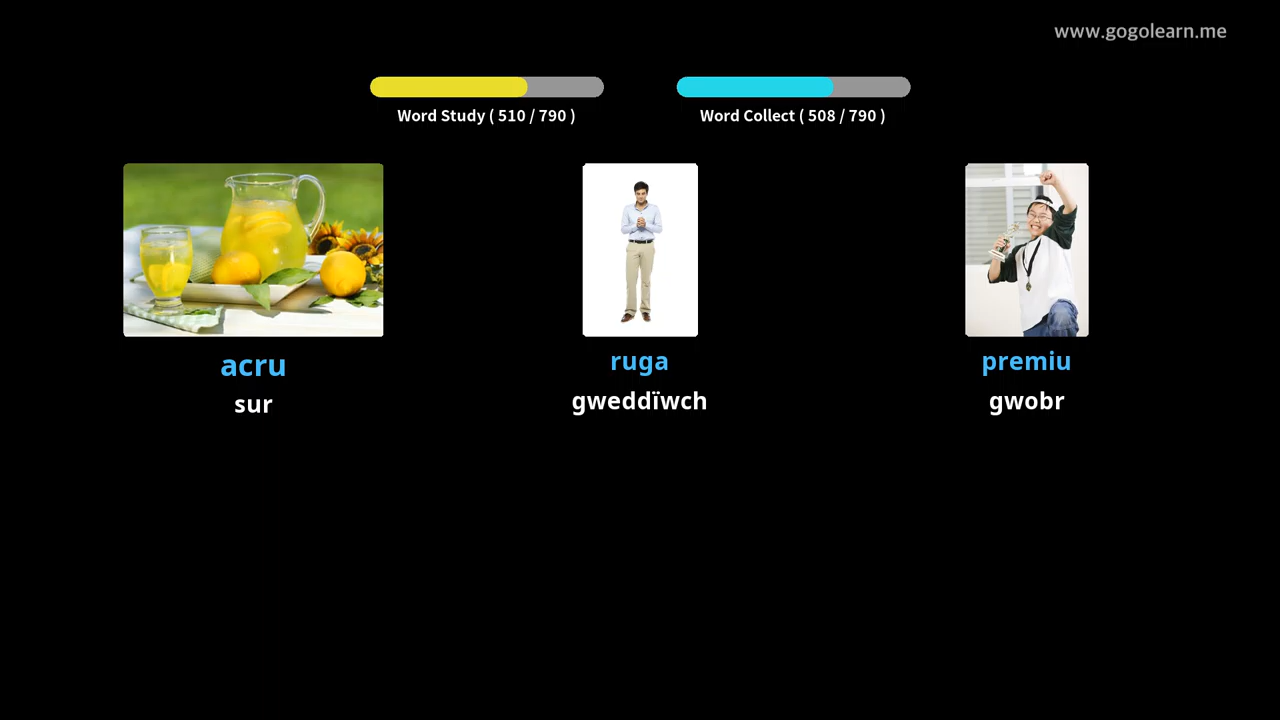 www.gogolearn.me
Word Study ( 510 / 790 )
Word Collect ( 508 / 790 )
acru
ruga
premiu
sur
gweddïwch
gwobr